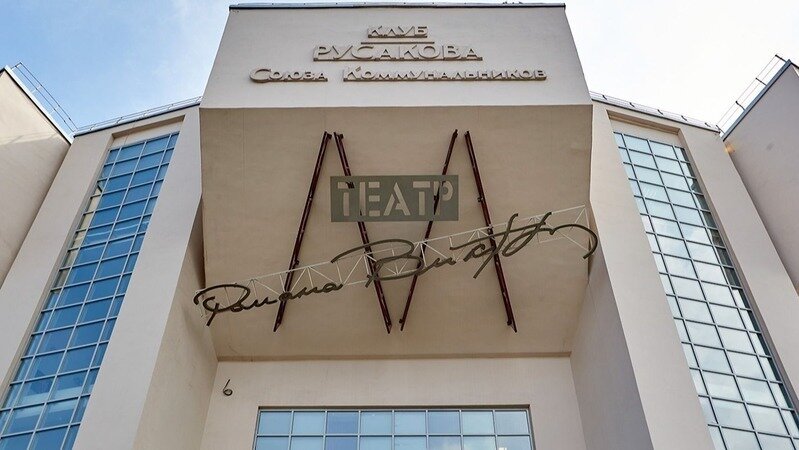 КЛУБ
РУСАКОВА
СОЮЗА КОММУНАЛЬНИКОВ
ТЕАТР
Романа Виктюка